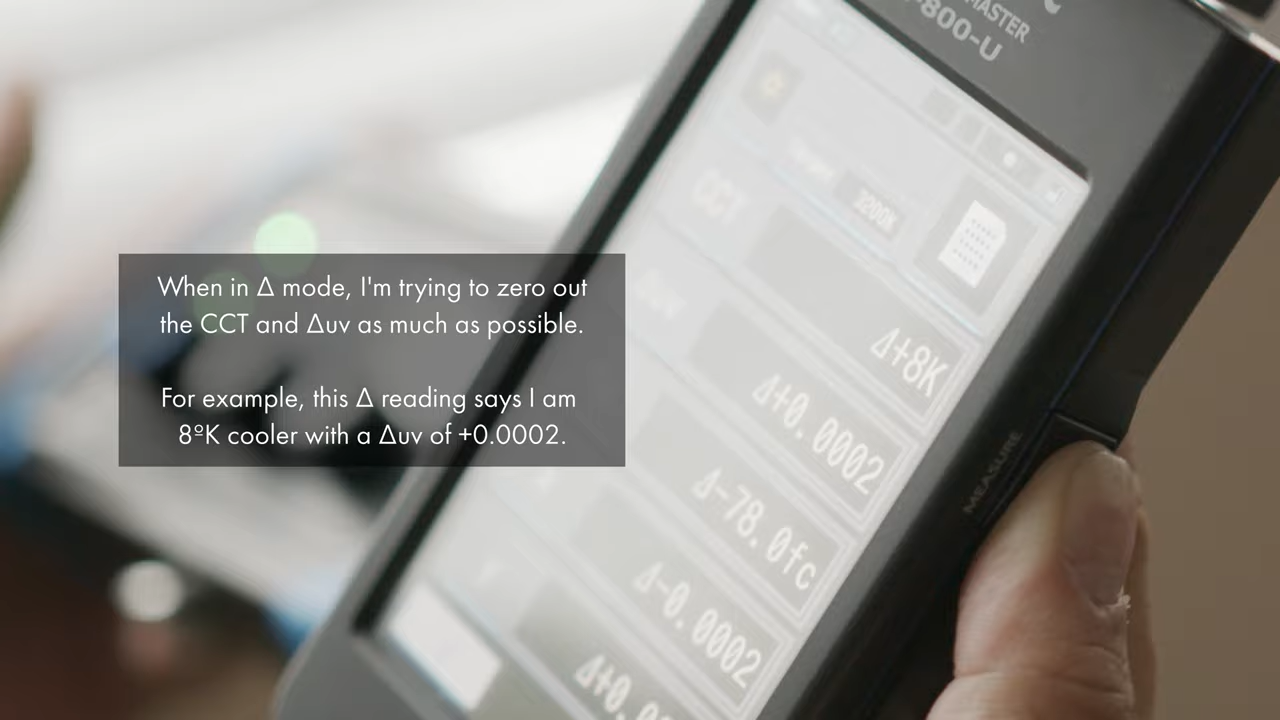 When in Δ mode, I'm trying to zero out
the CCT and Δuv as much as possible.
For example, this Δ reading says I am
8ºK cooler with a Δuv of +0.0002.
MASTER
800-U
3200K
CCT
Δ+8K
Δ+0.0002
Δ-78.0fc
Δ-0.0002
MEASURE